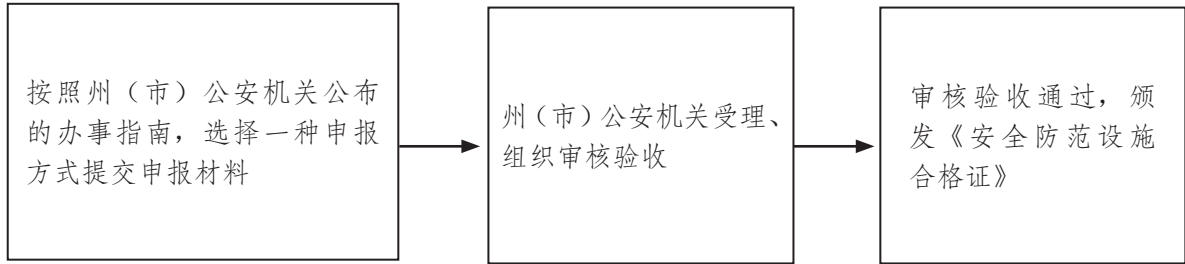 按照州（市）公安机关公布
的办事指南，选择一种申报
方式提交申报材料
州（市）公安机关受理、
组织审核验收
审核验收通过，颁
发《安全防范设施
合格证》